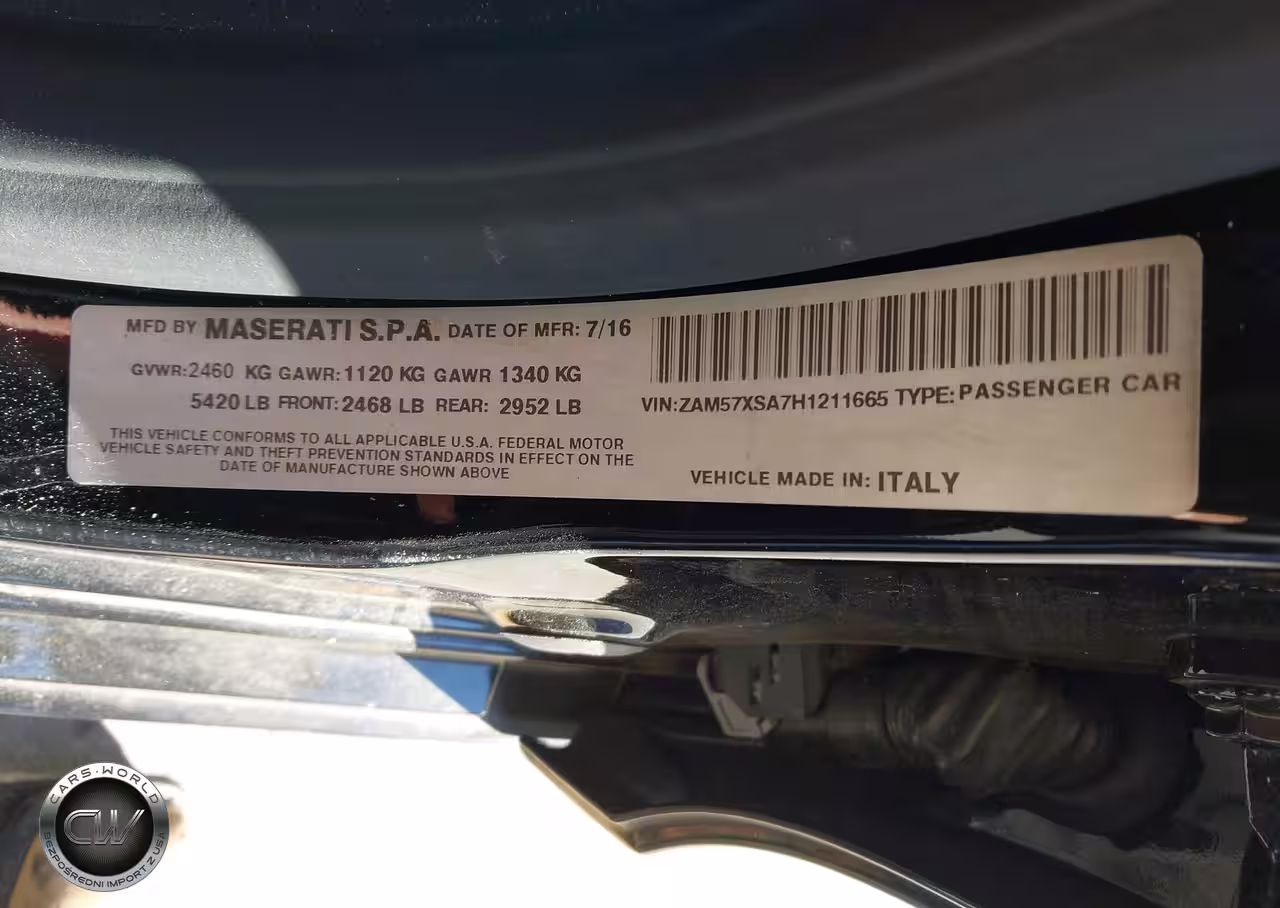 MFD BY MASERATI S.P.A. DATE OF MFR: 7/16
GVWR:2460 KG GAWR:1120 KG GAWR 1340 KG
5420 LB FRONT:2468 LB REAR: 2952 LB
THIS VEHICLE CONFORMS TO ALL APPLICABLE U.S.A. FEDERAL MOTOR
VEHICLE SAFETY AND THEFT PREVENTION STANDARDS IN EFFECT ON THE
DATE OF MANUFACTURE SHOWN ABOVE
VIN:ZAM57XSA7H1211665 TYPE:PASSENGER CAR
VEHICLE MADE IN: ITALY
CARS·WORLD
CW
BEZPOŚREDNI IMPORT Z USA